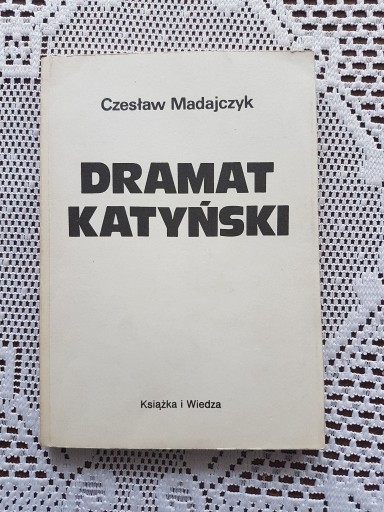 Czesław Madajczyk
DRAMAT
KATYŃSKI
Książka i Wiedza